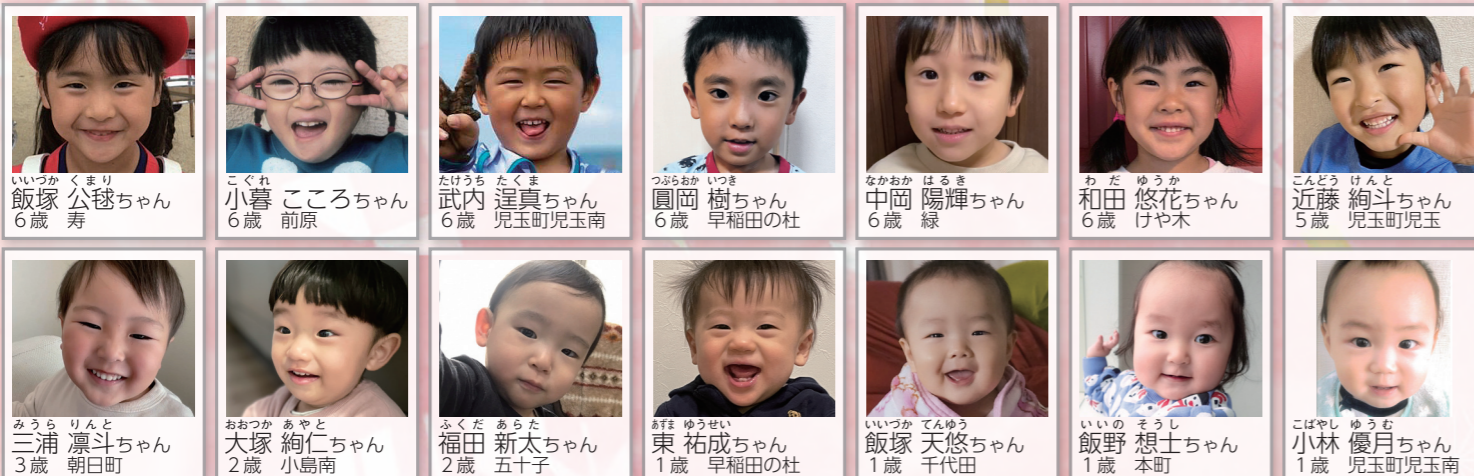 いいづか くまり
飯塚 公毬ちゃん
6歳 寿
こぐれ
小暮 こころちゃん
6歳 前原
たけうち たくま
武内 逞真ちゃん
6歳 児玉町児玉南
つぶらおか いつき
圓岡 樹ちゃん
6歳 早稲田の杜
なかおか はるき
中岡 陽輝ちゃん
6歳 緑
わだ ゆうか
和田 悠花ちゃん
6歳 けや木
こんどう けんと
近藤 絢斗ちゃん
5歳 児玉町児玉
みうら りんと
三浦 凛斗ちゃん
3歳 朝日町
おおつか あやと
大塚 絢仁ちゃん
2歳 小島南
ふくだ あらた
福田 新太ちゃん
2歳 五十子
あずま ゆうせい
東 祐成ちゃん
1歳 早稲田の杜
いいづか てんゆう
飯塚 天悠ちゃん
1歳 千代田
いいの そうし
飯野 想士ちゃん
1歳 本町
こばやし ゆうむ
小林 優月ちゃん
1歳 児玉町児玉南